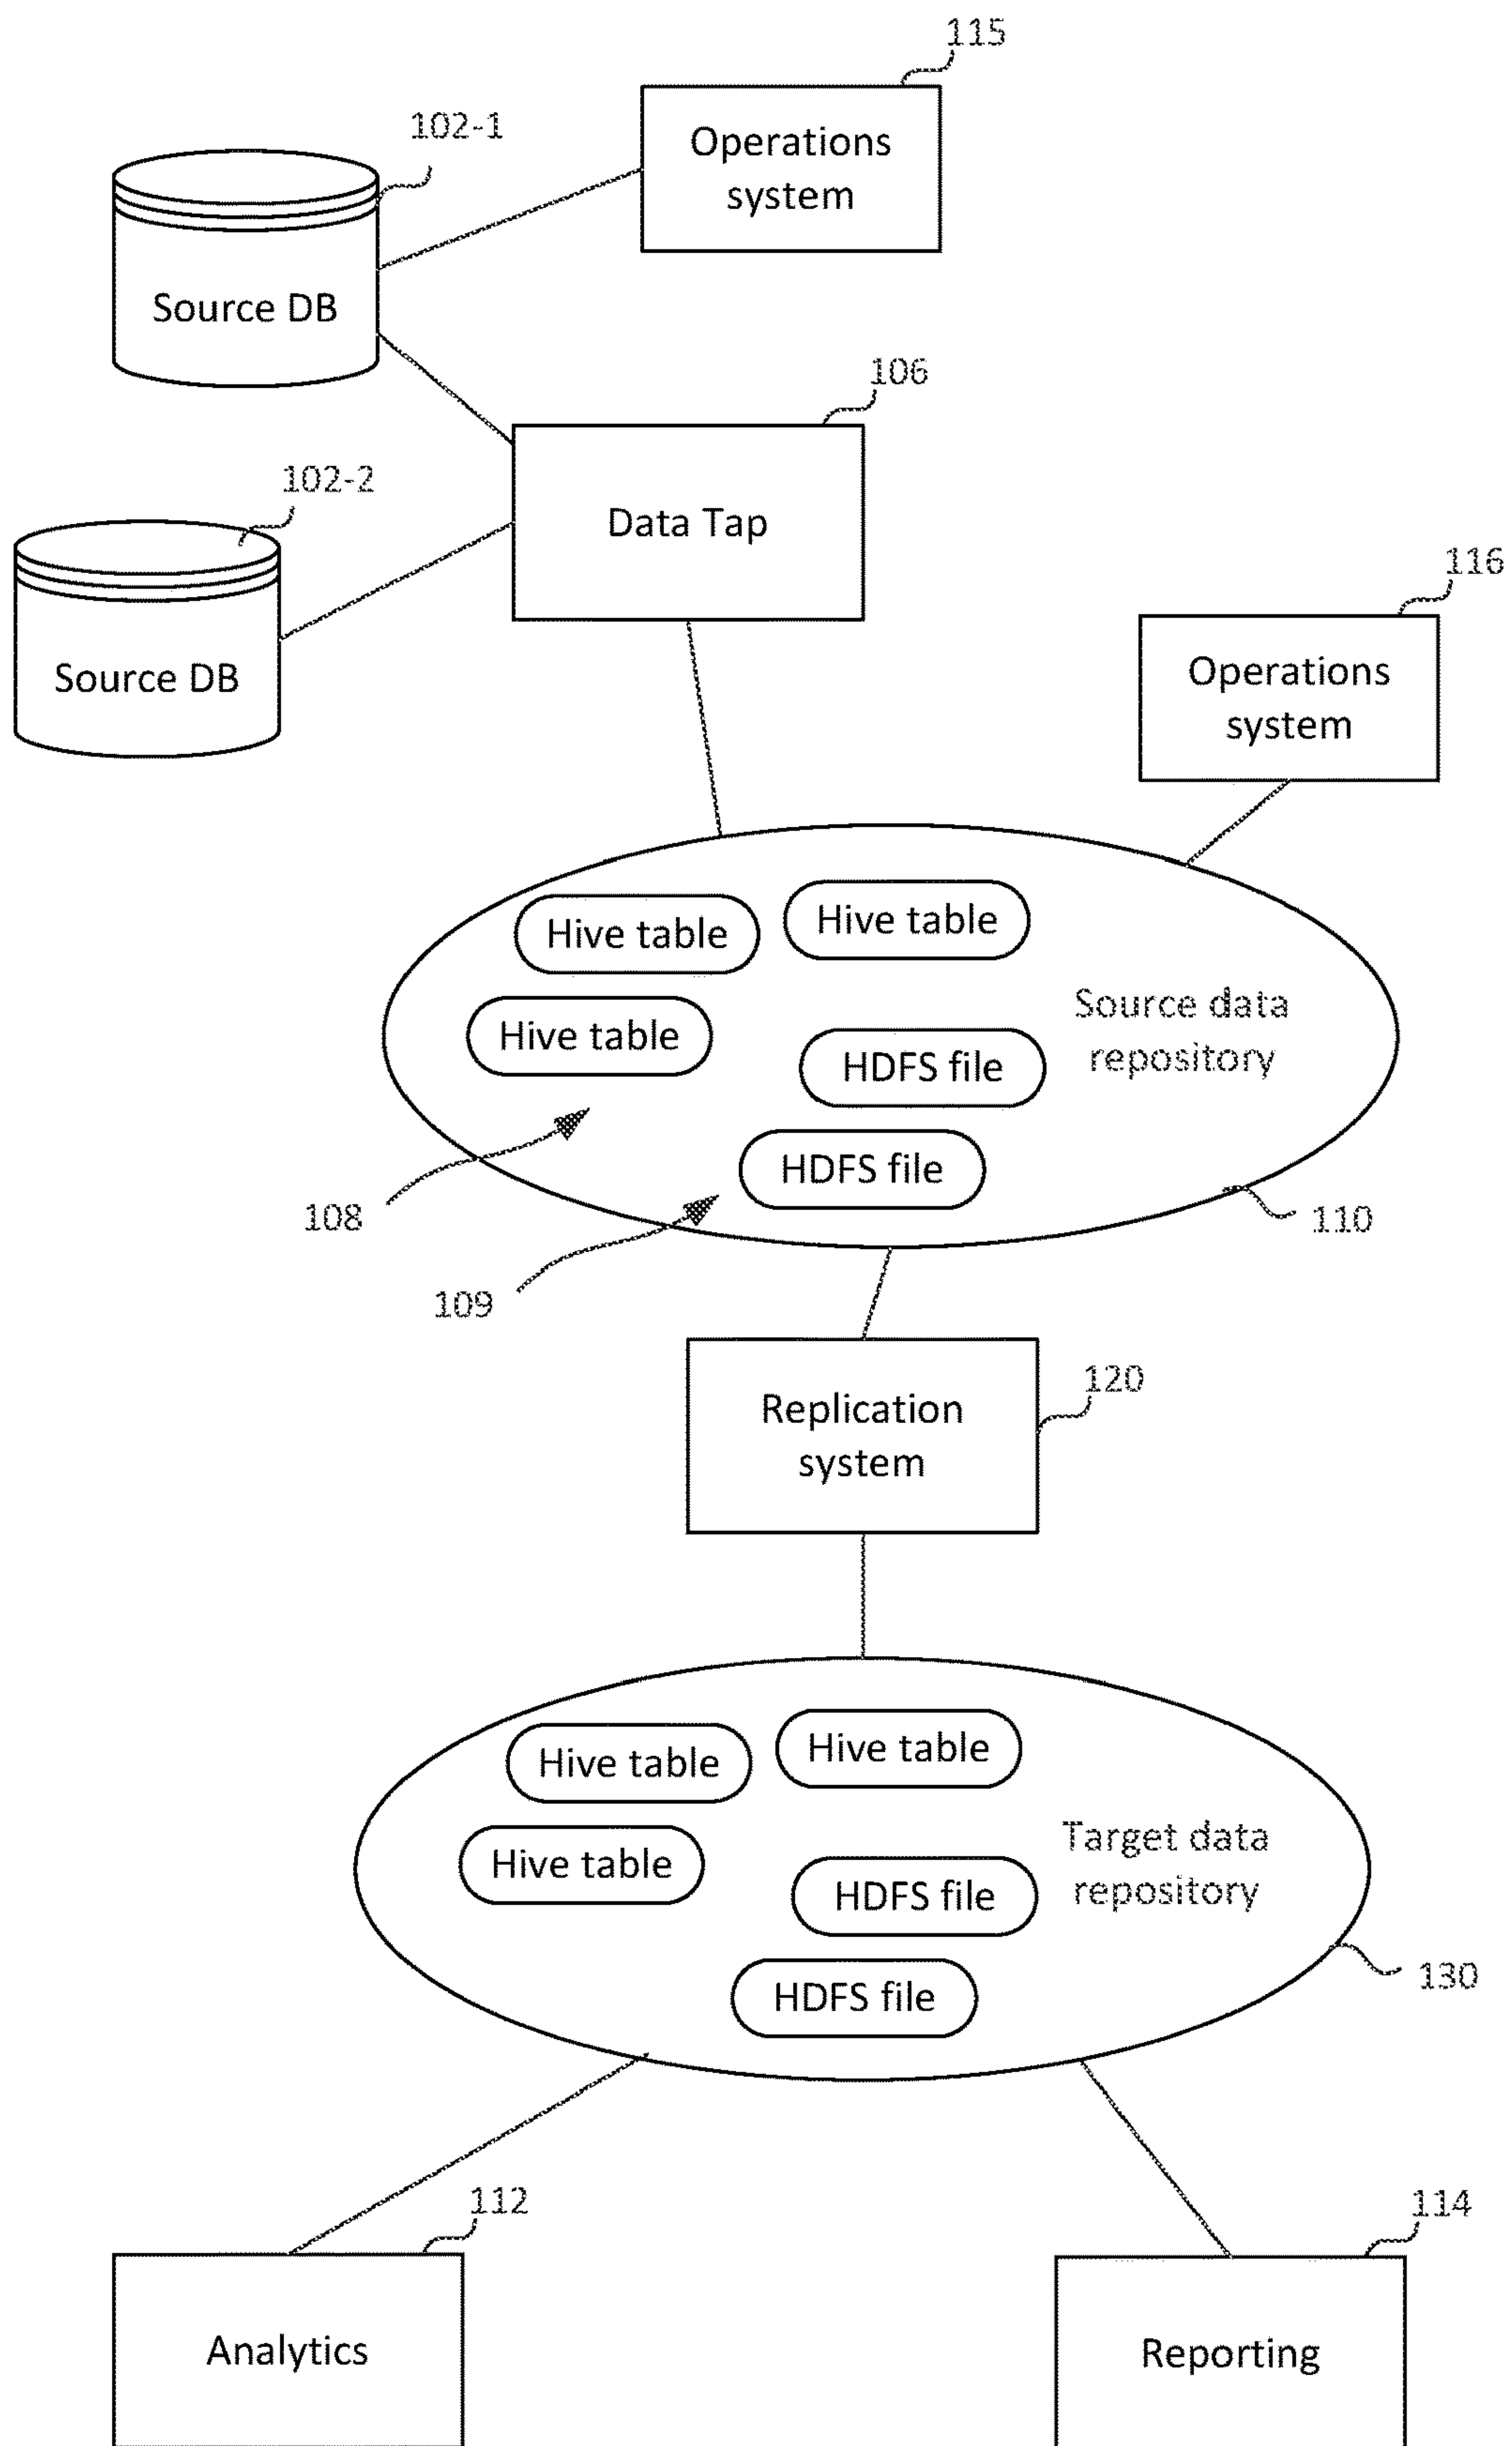 115
102-1
Operations
system
Source DB
106
102-2
Data Tap
116
Source DB
Operations
system
Hive table
Hive table
Source data
repository
Hive table
HDFS file
HDFS file
108
110
109
120
Replication
system
Hive table
Hive table
Target data
repository
Hive table
HDFS file
130
HDFS file
112
114
Analytics
Reporting